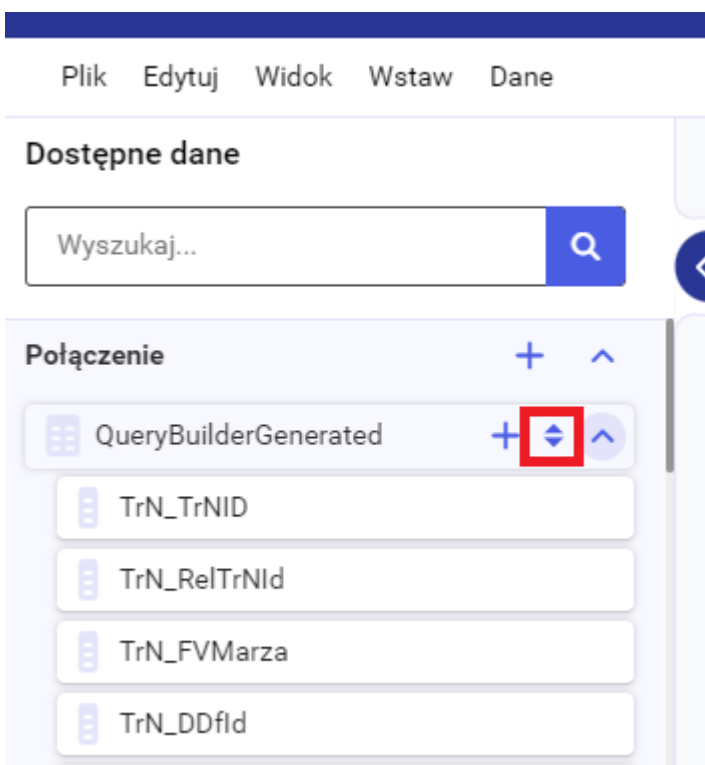 Plik Edytuj Widok Wstaw Dane
Dostępne dane
Wyszukaj...
Połączenie
QueryBuilderGenerated
TrN_TrNID
TrN_RelTrNId
TrN_FVMarza
TrN_DDfId